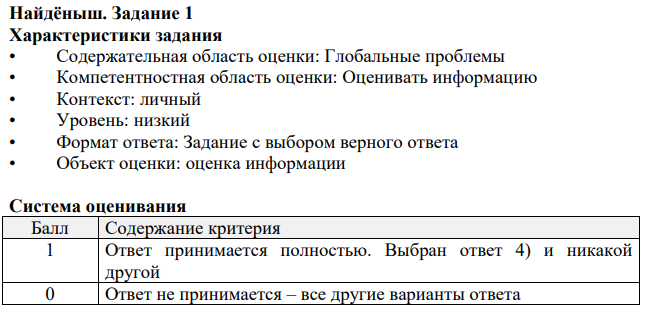 Найдёныш. Задание 1
Характеристики задания
• Содержательная область оценки: Глобальные проблемы
• Компетентностная область оценки: Оценивать информацию
• Контекст: личный
• Уровень: низкий
• Формат ответа: Задание с выбором верного ответа
• Объект оценки: оценка информации
Система оценивания
Балл Содержание критерия
1 Ответ принимается полностью. Выбран ответ 4) и никакой
другой
0 Ответ не принимается – все другие варианты ответа